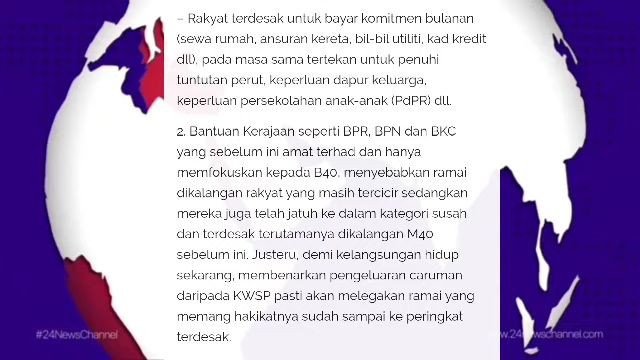 – Rakyat terdesak untuk bayar komitmen bulanan
(sewa rumah, ansuran kereta, bil-bil utiliti, kad kredit
dll), pada masa sama tertekan untuk penuhi
tuntutan perut, keperluan dapur keluarga,
keperluan persekolahan anak-anak (PdPR) dll.
2. Bantuan Kerajaan seperti BPR, BPN dan BKC
yang sebelum ini amat terhad dan hanya
memfokuskan kepada B40, menyebabkan ramai
dikalangan rakyat yang masih tercicir sedangkan
mereka juga telah jatuh ke dalam kategori susah
dan terdesak terutamanya dikalangan M40
sebelum ini. Justeru, demi kelangsungan hidup
sekarang, membenarkan pengeluaran caruman
daripada KWSP pasti akan melegakan ramai yang
memang hakikatnya sudah sampai ke peringkat
terdesak.
#24NewsChannel
www.24newschannel.com